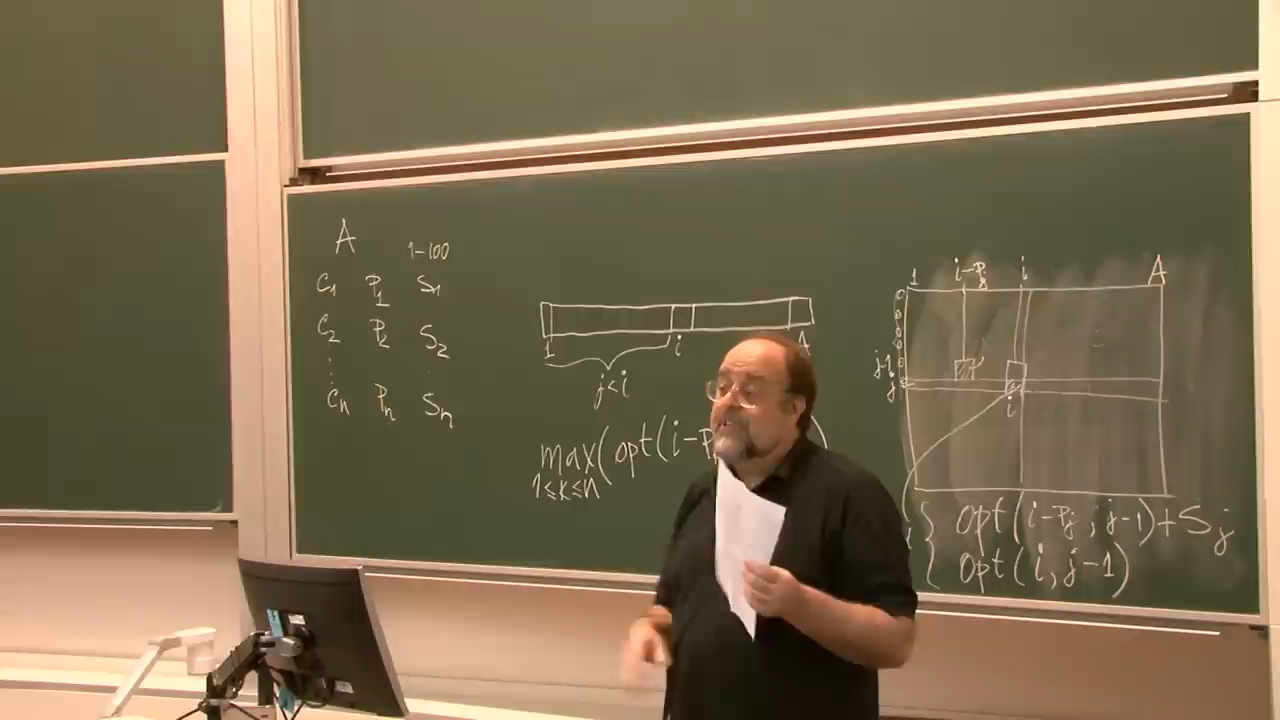 A
1-100
C1 P1 S1
C2 P2 S2
⋮
Cn Pn Sn
1 i A
j<i
max(opt(i-P
1≤k≤n
1 i-Pj i A
j-1
j
i
opt(i-Pj, j-1)+Sj
opt(i, j-1)